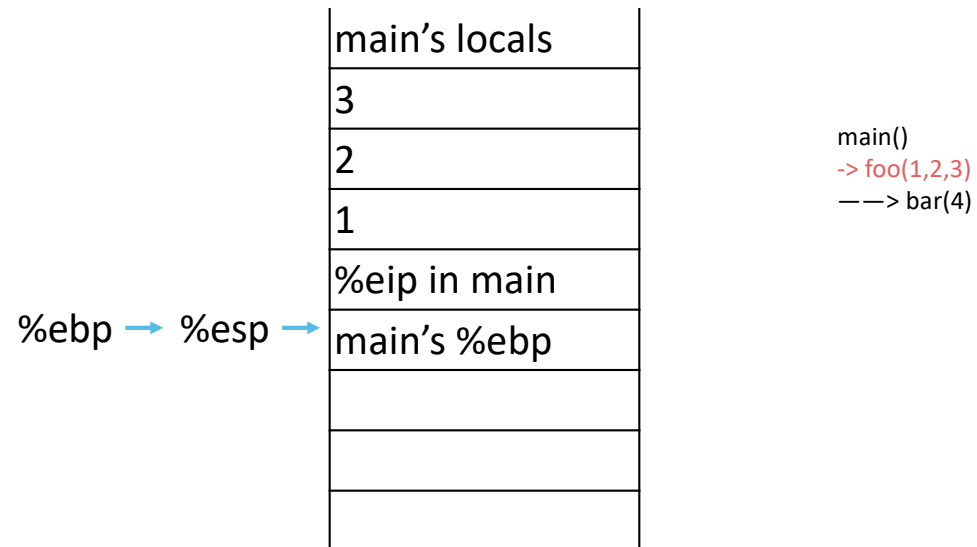 main’s locals
3
2
1
%eip in main
%ebp → %esp →
main’s %ebp
main()
-> foo(1,2,3)
——> bar(4)